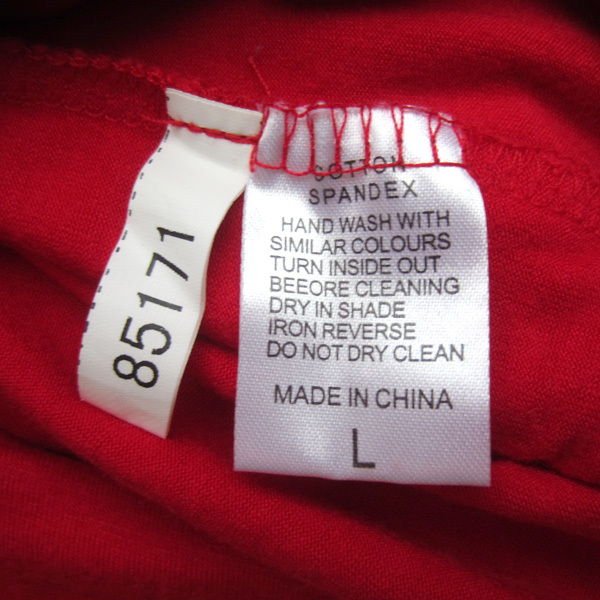 85171
COTTON
SPANDEX
HAND WASH WITH
SIMILAR COLOURS
TURN INSIDE OUT
BEEORE CLEANING
DRY IN SHADE
IRON REVERSE
DO NOT DRY CLEAN
MADE IN CHINA
L